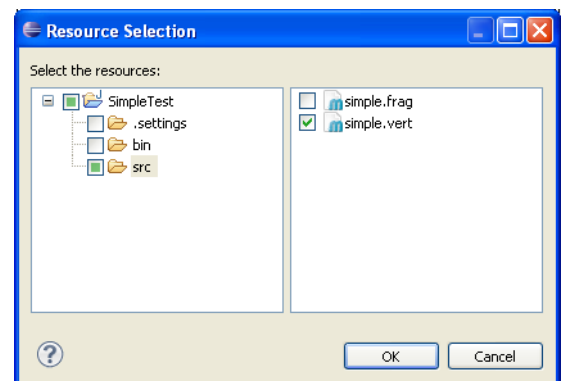 Resource Selection
Select the resources:
SimpleTest
.settings
bin
src
simple.frag
simple.vert
OK
Cancel